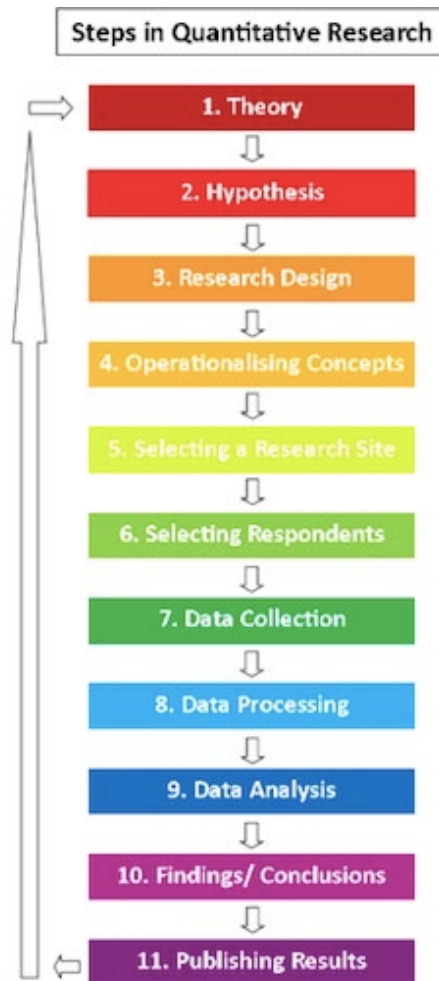 Steps in Quantitative Research
1. Theory
2. Hypothesis
3. Research Design
4. Operationalising Concepts
5. Selecting a Research Site
6. Selecting Respondents
7. Data Collection
8. Data Processing
9. Data Analysis
10. Findings/ Conclusions
11. Publishing Results